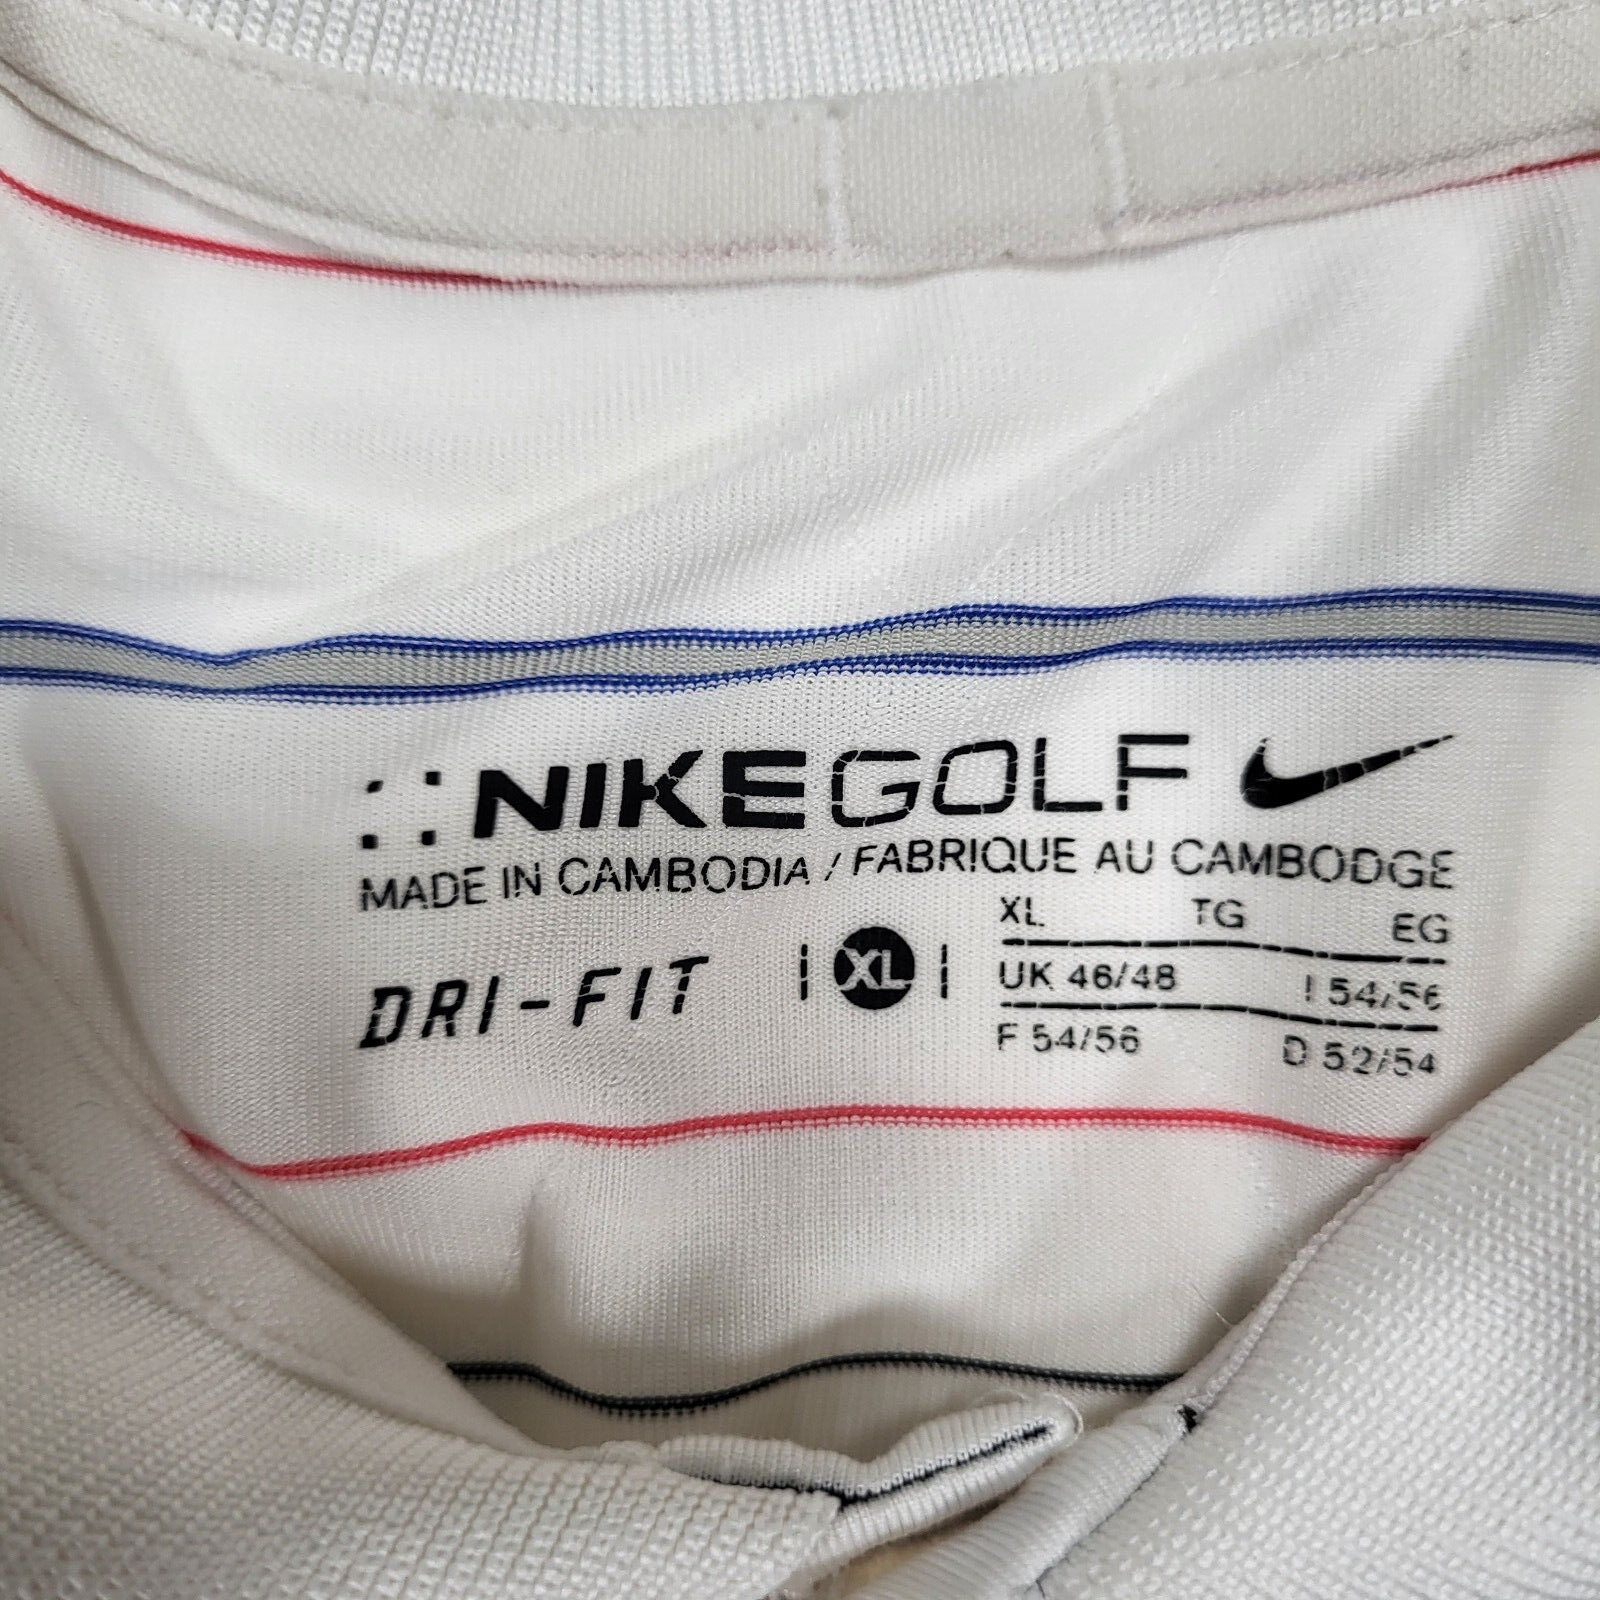 NIKEGOLF
MADE IN CAMBODIA / FABRIQUE AU CAMBODGE
DRI-FIT
XL
XL TG EG
UK 46/48 I 54/56
F 54/56 D 52/54